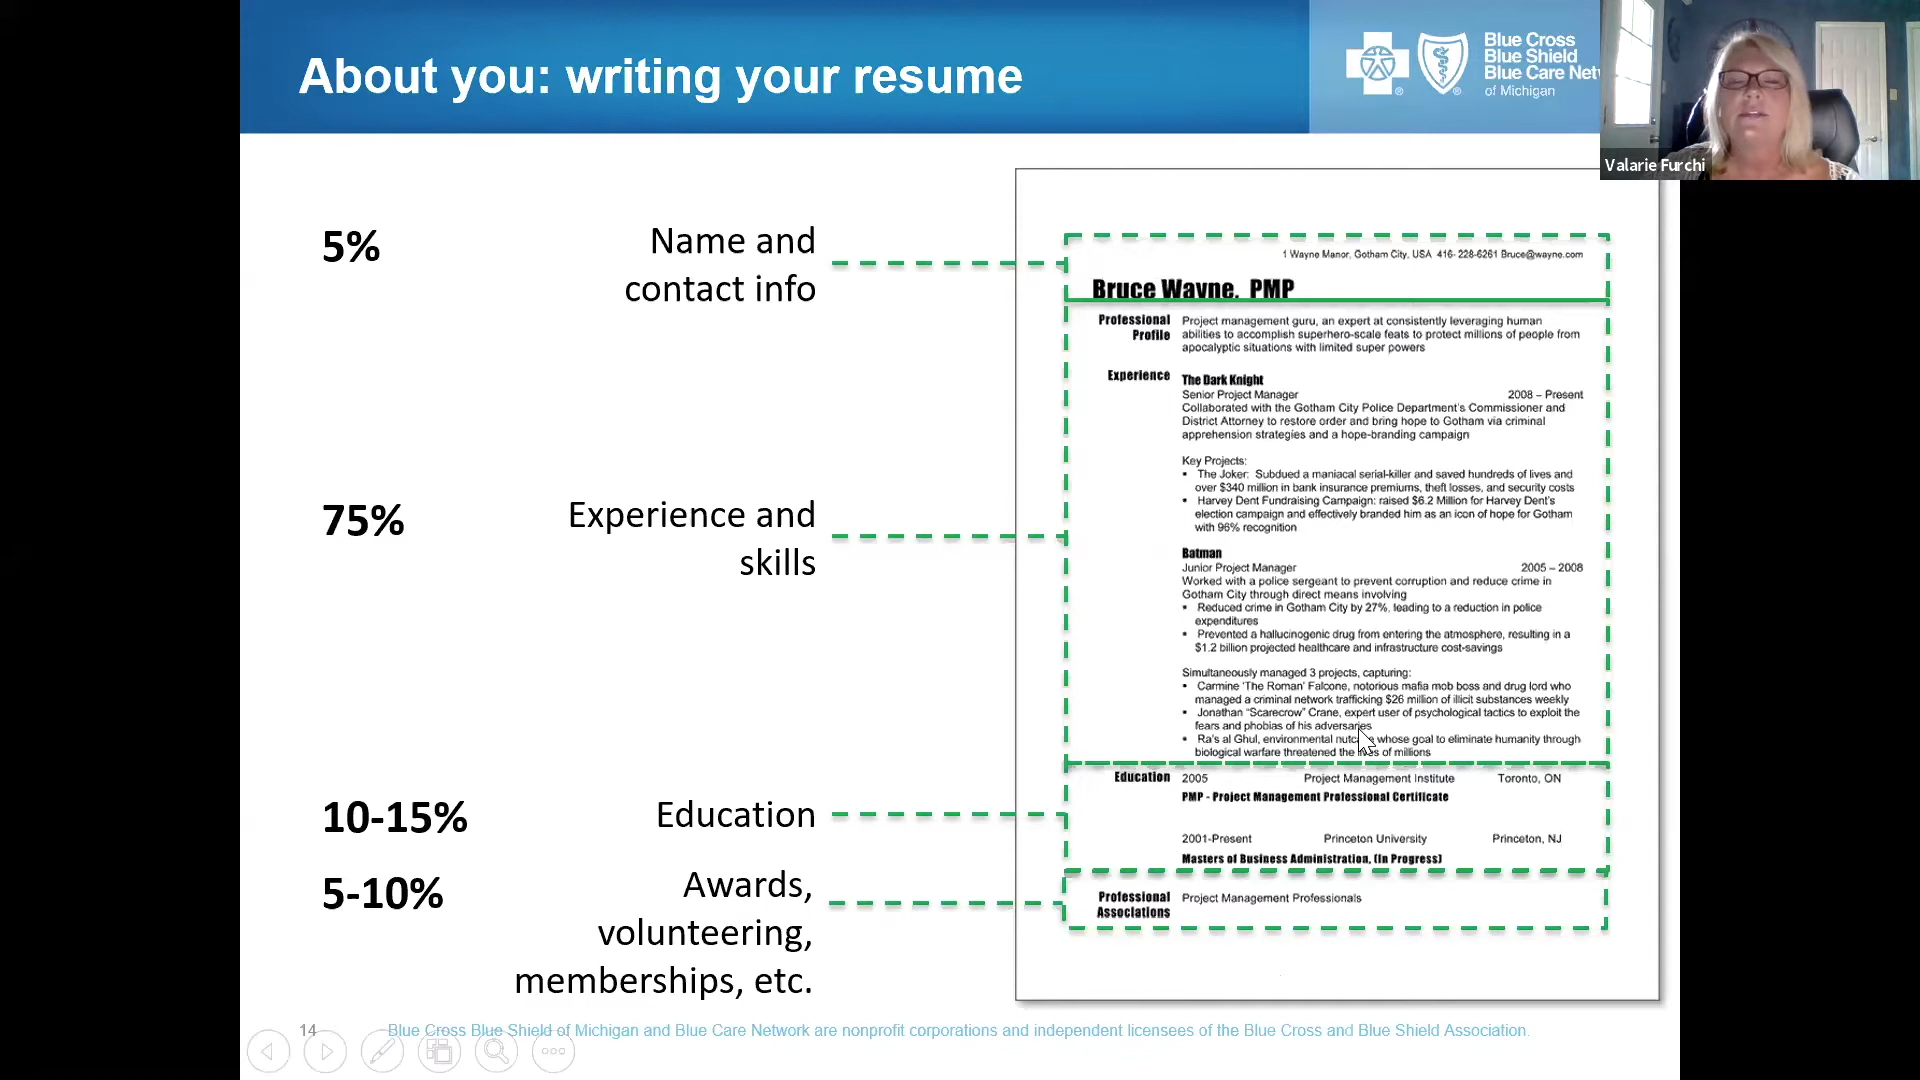 About you: writing your resume
Blue Cross
Blue Shield
Blue Care Net
of Michigan
Valarie Furchi
5%
Name and
contact info
75%
Experience and
skills
10-15%
Education
5-10%
Awards,
volunteering,
memberships, etc.
1 Wayne Manor, Gotham City, USA 416- 228-6261 Bruce@wayne.com
Bruce Wayne, PMP
Professional Profile
Project management guru, an expert at consistently leveraging human
abilities to accomplish superhero-scale feats to protect millions of people from
apocalyptic situations with limited super powers
Experience
The Dark Knight
Senior Project Manager 2008 – Present
Collaborated with the Gotham City Police Department's Commissioner and
District Attorney to restore order and bring hope to Gotham via criminal
apprehension strategies and a hope-branding campaign
Key Projects:
• The Joker: Subdued a maniacal serial-killer and saved hundreds of lives and
over $340 million in bank insurance premiums, theft losses, and security costs
• Harvey Dent Fundraising Campaign: raised $6.2 Million for Harvey Dent's
election campaign and effectively branded him as an icon of hope for Gotham
with 96% recognition
Batman
Junior Project Manager 2005 – 2008
Worked with a police sergeant to prevent corruption and reduce crime in
Gotham City through direct means involving
• Reduced crime in Gotham City by 27%, leading to a reduction in police
expenditures
• Prevented a hallucinogenic drug from entering the atmosphere, resulting in a
$1.2 billion projected healthcare and infrastructure cost-savings
Simultaneously managed 3 projects, capturing:
• Carmine 'The Roman' Falcone, notorious mafia mob boss and drug lord who
managed a criminal network trafficking $26 million of illicit substances weekly
• Jonathan "Scarecrow" Crane, expert user of psychological tactics to exploit the
fears and phobias of his adversaries
• Ra's al Ghul, environmental nutcase whose goal to eliminate humanity through
biological warfare threatened the lives of millions
Education 2005 Project Management Institute Toronto, ON
PMP - Project Management Professional Certificate
2001-Present Princeton University Princeton, NJ
Masters of Business Administration, (In Progress)
Professional Associations
Project Management Professionals
14
Blue Cross Blue Shield of Michigan and Blue Care Network are nonprofit corporations and independent licensees of the Blue Cross and Blue Shield Association.